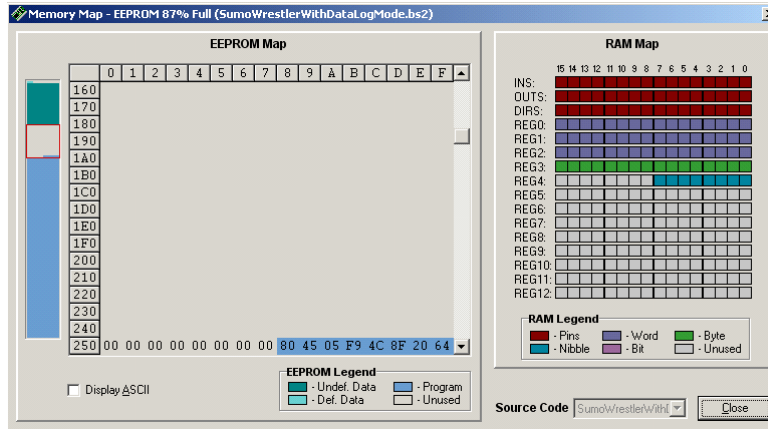 Memory Map - EEPROM 87% Full (SumoWrestlerWithDataLogMode.bs2)
EEPROM Map
0 1 2 3 4 5 6 7 8 9 A B C D E F
160
170
180
190
1A0
1B0
1C0
1D0
1E0
1F0
200
210
220
230
240
250 00 00 00 00 00 00 00 00 80 45 05 F9 4C 8F 20 64
Display ASCII
EEPROM Legend
- Undef. Data - Program
- Def. Data - Unused
RAM Map
15 14 13 12 11 10 9 8 7 6 5 4 3 2 1 0
INS:
OUTS:
DIRS:
REG0:
REG1:
REG2:
REG3:
REG4:
REG5:
REG6:
REG7:
REG8:
REG9:
REG10:
REG11:
REG12:
RAM Legend
- Pins - Word - Byte
- Nibble - Bit - Unused
Source Code SumoWrestlerWith Close